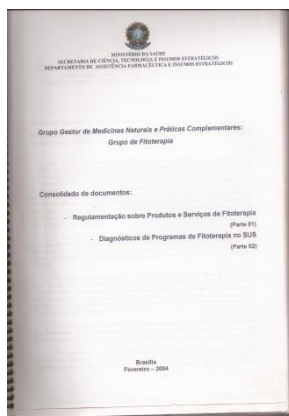 MINISTÉRIO DA SAÚDE
SECRETARIA DE CIÊNCIA, TECNOLOGIA E INSUMOS ESTRATÉGICOS
DEPARTAMENTO DE ASSISTÊNCIA FARMACÊUTICA E INSUMOS ESTRATÉGICOS
Grupo Gestor de Medicinas Naturais e Práticas Complementares:
Grupo de Fitoterapia
Consolidado de documentos:
- Regulamentação sobre Produtos e Serviços de Fitoterapia
(Parte 01)
- Diagnósticos de Programas de Fitoterapia no SUS
(Parte 02)
Brasília
Fevereiro – 2004